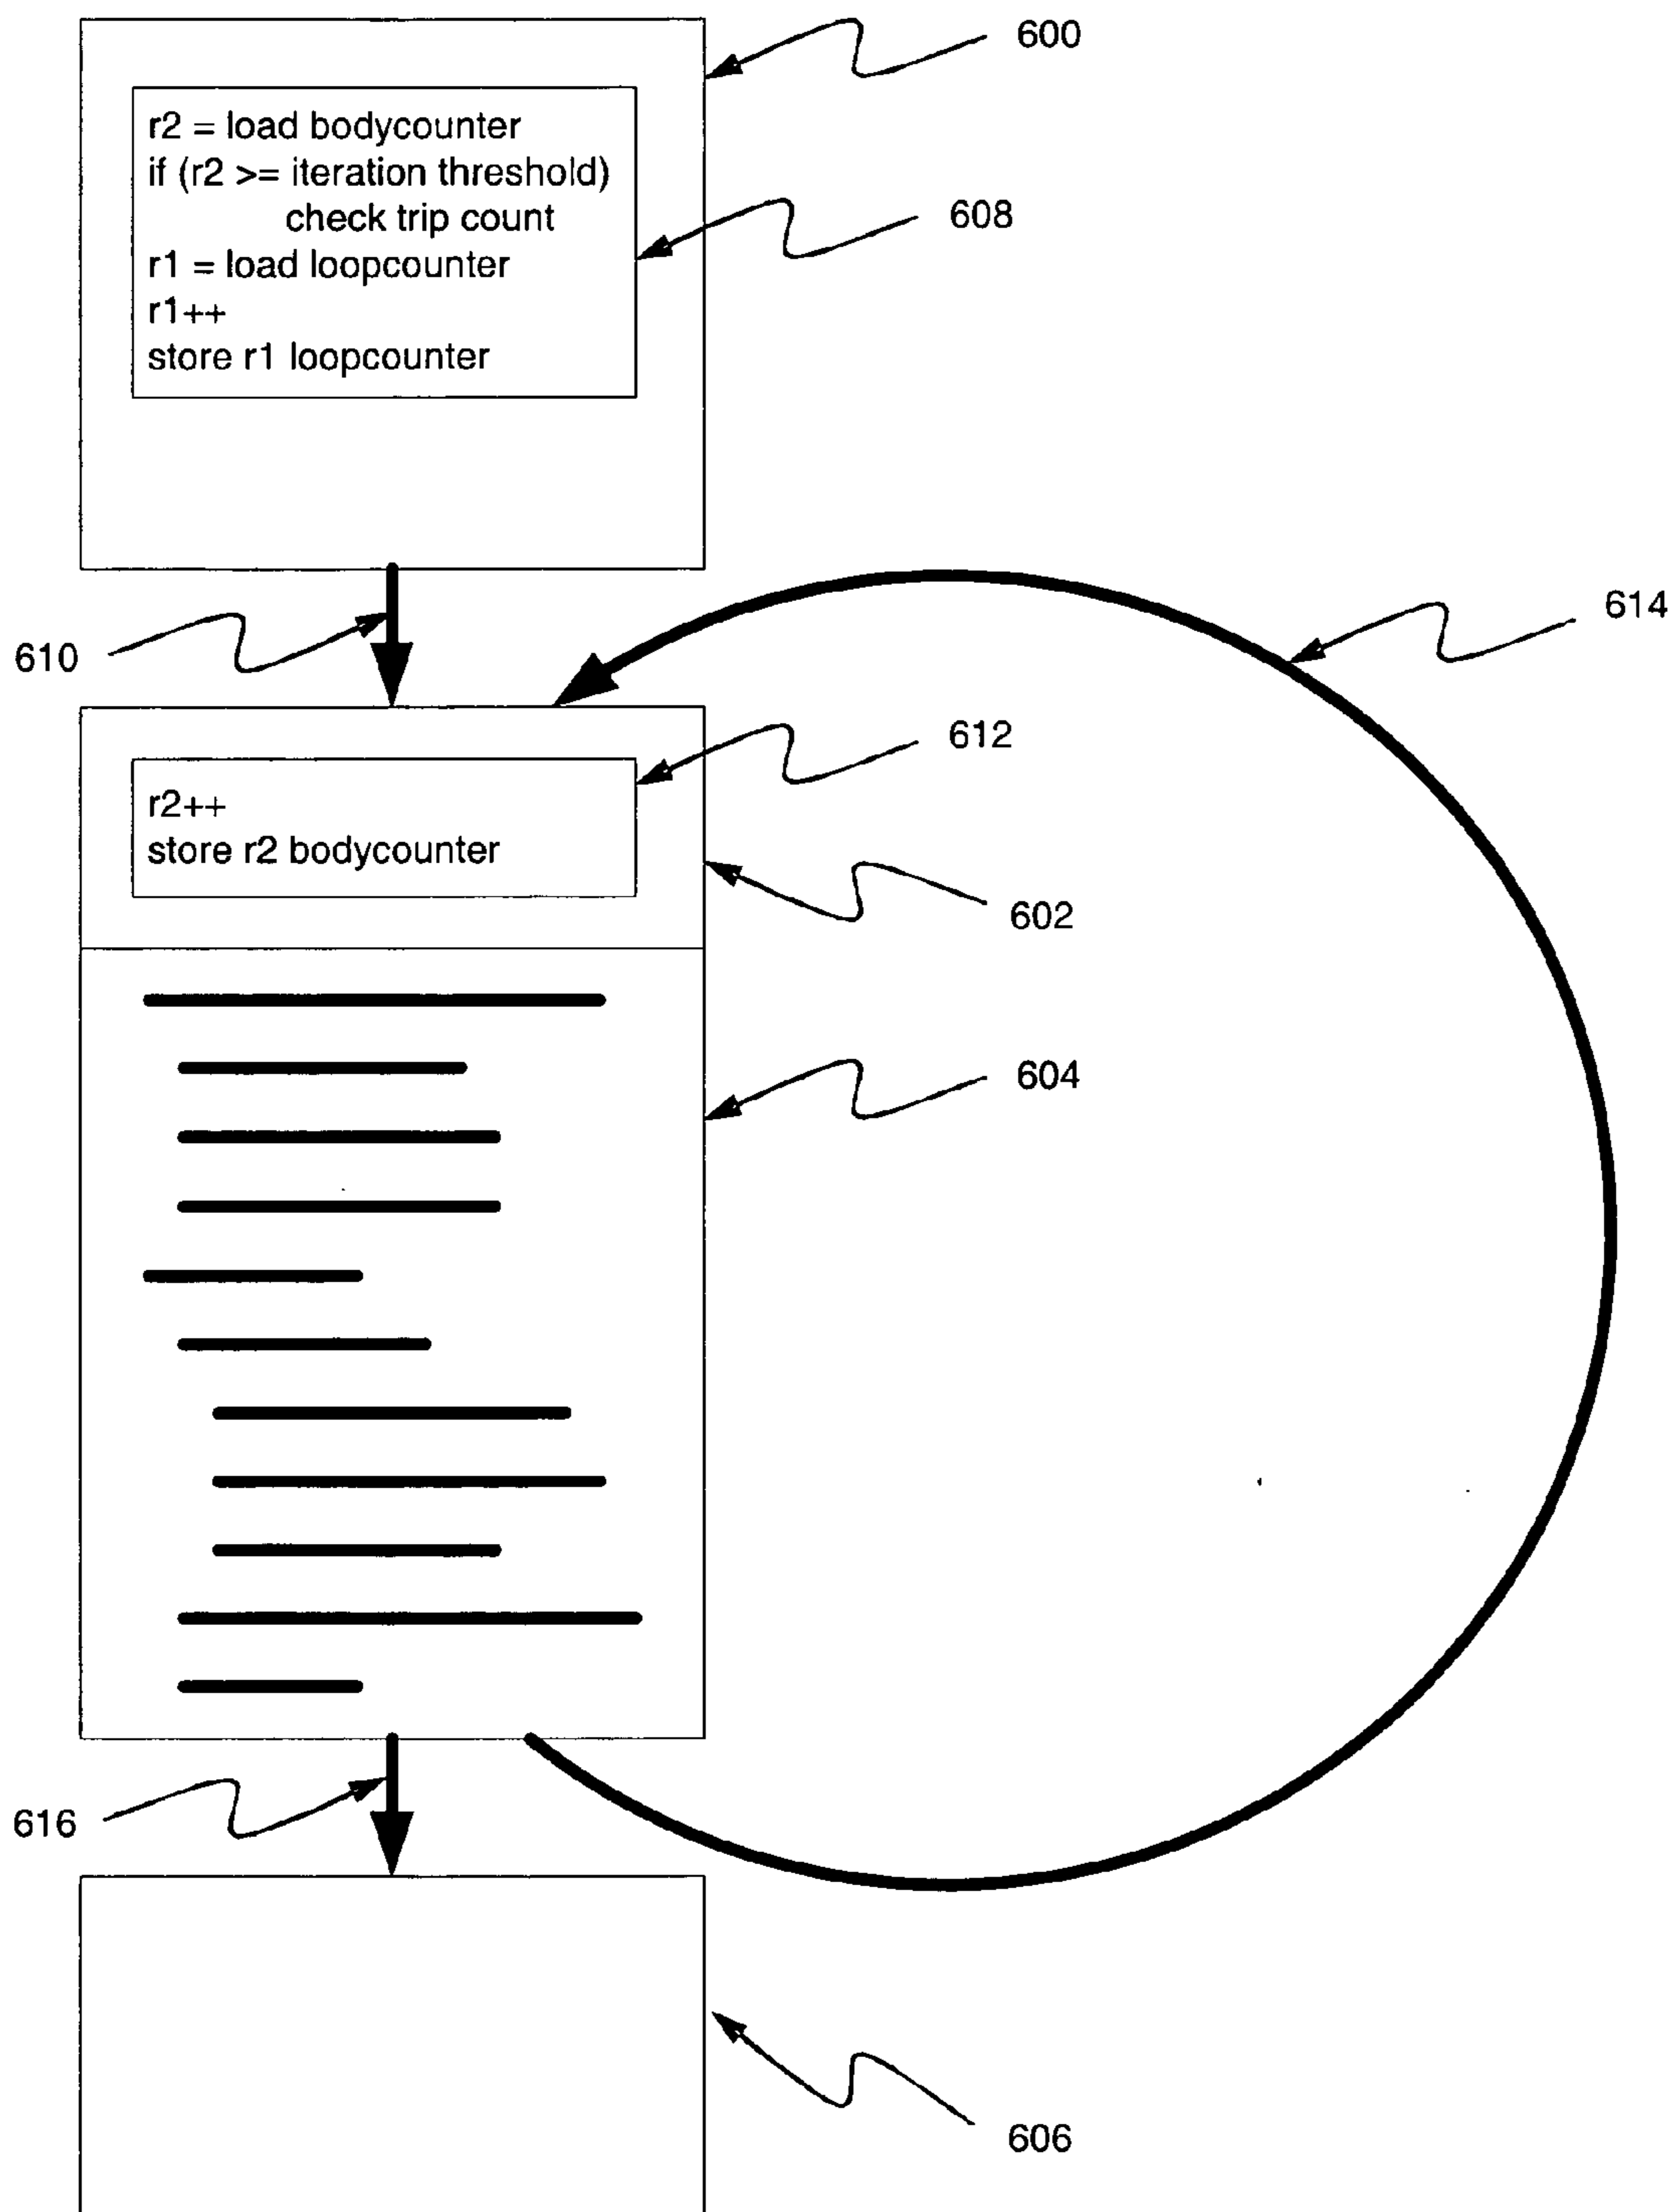 600
r2 = load bodycounter
if (r2 >= iteration threshold)
check trip count
608
r1 = load loopcounter
r1++
store r1 loopcounter
614
610
612
r2++
store r2 bodycounter
602
604
616
606